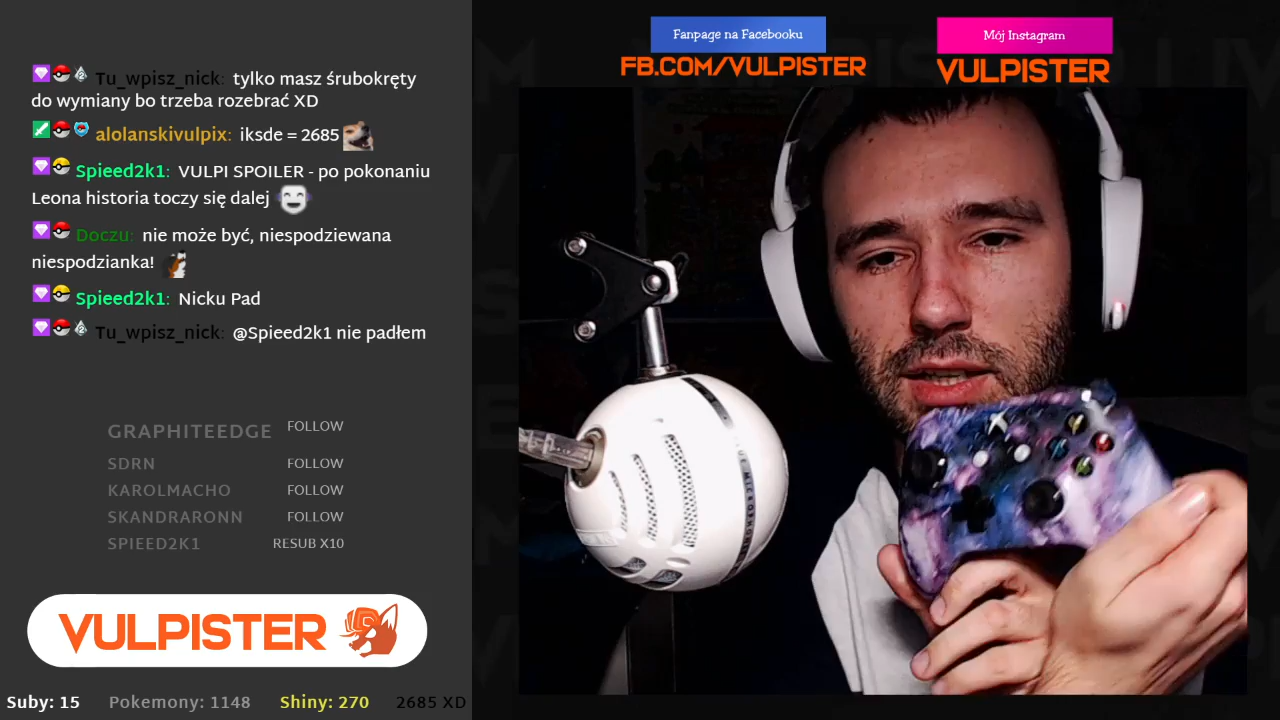 Fanpage na Facebooku
FB.COM/VULPISTER
Mój Instagram
VULPISTER
Tu_wpisz_nick: tylko masz śrubokręty
do wymiany bo trzeba rozebrać XD
alolanskivulpix: iksde = 2685
Spieed2k1: VULPI SPOILER - po pokonaniu
Leona historia toczy się dalej
Doczu: nie może być, niespodziewana
niespodzianka!
Spieed2k1: Nicku Pad
Tu_wpisz_nick: @Spieed2k1 nie padłem
GRAPHITEEDGE FOLLOW
SDRN FOLLOW
KAROLMACHO FOLLOW
SKANDRARONN FOLLOW
SPIEED2K1 RESUB X10
VULPISTER
Suby: 15 Pokemony: 1148 Shiny: 270 2685 XD